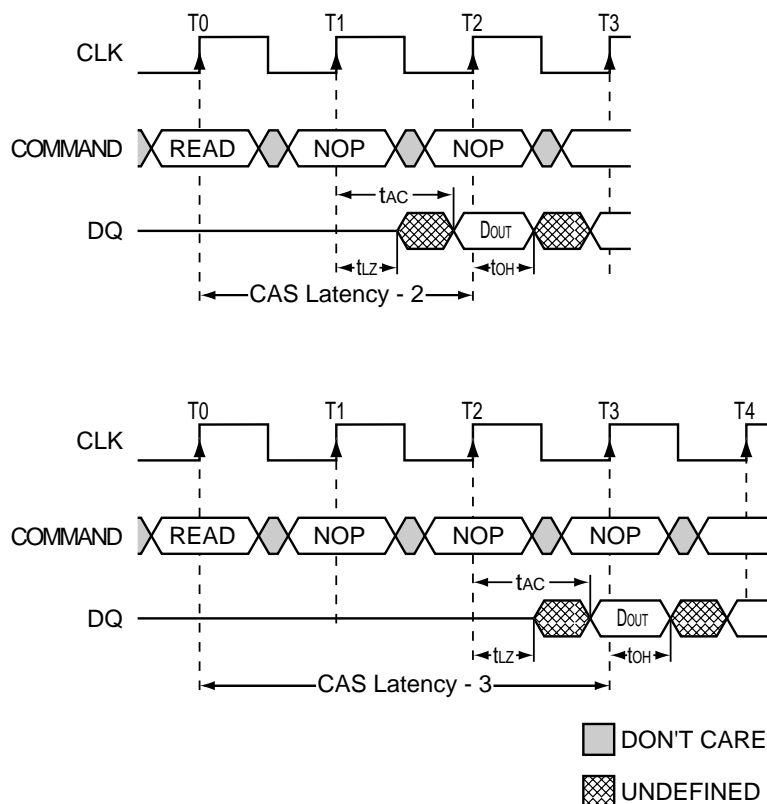 T0 T1 T2 T3
CLK
COMMAND READ NOP NOP
tAC
DQ DOUT
tLZ tOH
CAS Latency - 2
T0 T1 T2 T3 T4
CLK
COMMAND READ NOP NOP NOP
tAC
DQ DOUT
tLZ tOH
CAS Latency - 3
DON'T CARE
UNDEFINED